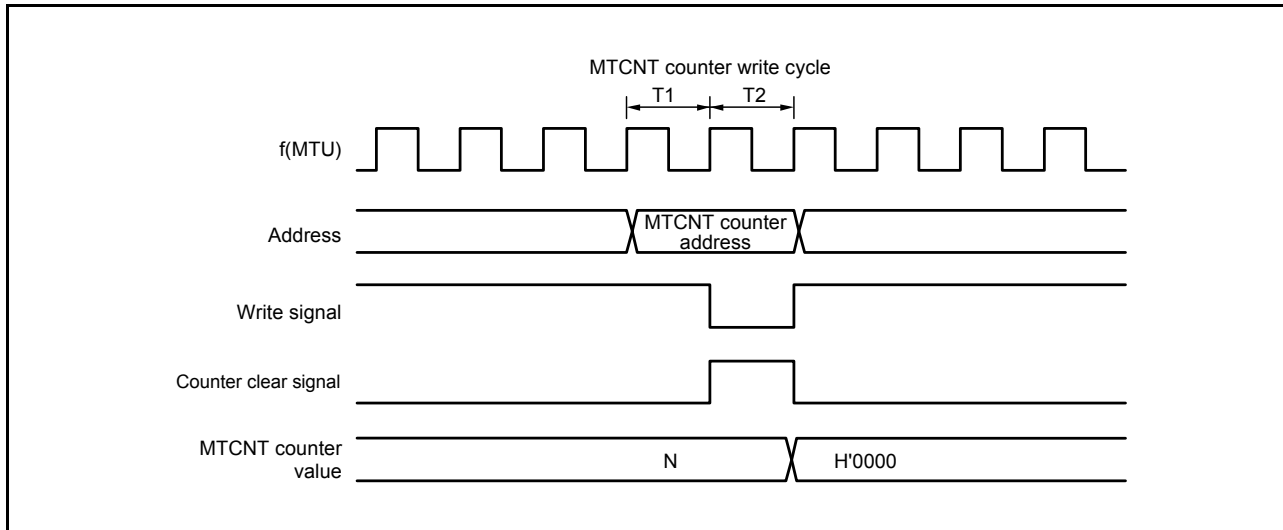 MTCNT counter write cycle
T1 T2
f(MTU)
Address
MTCNT counter
address
Write signal
Counter clear signal
MTCNT counter
value
N H'0000